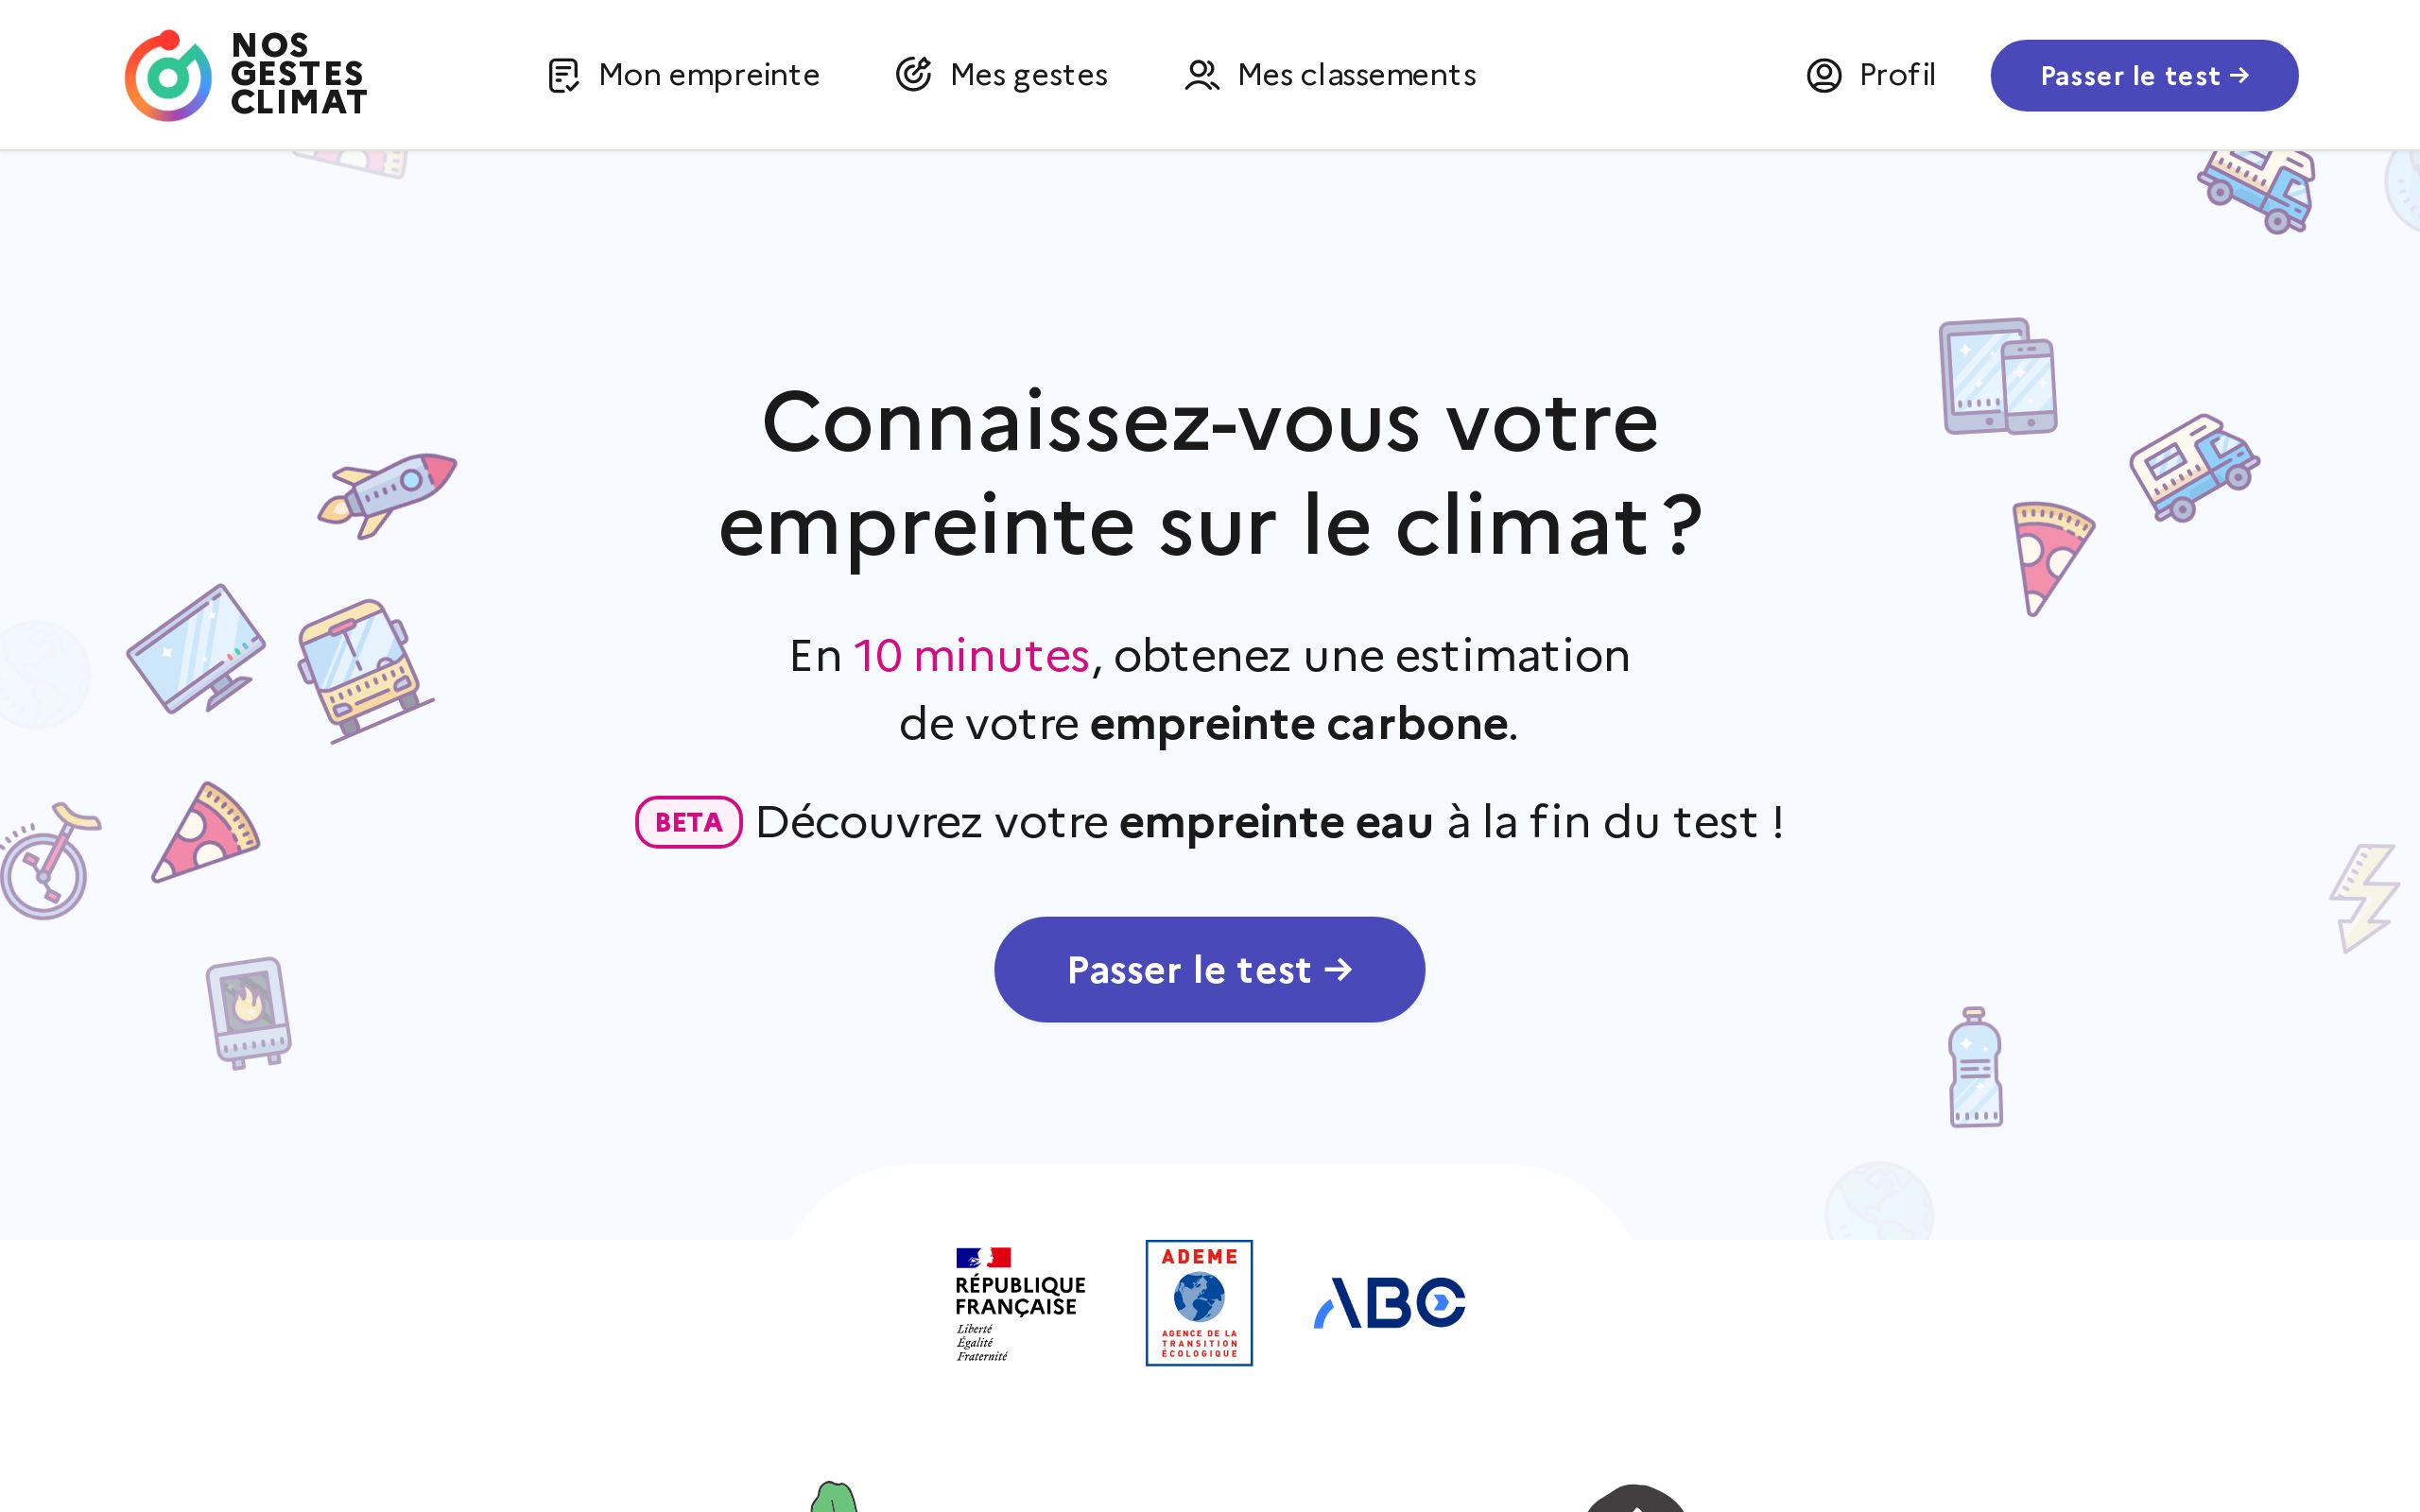 NOS
GESTES
CLIMAT
Mon empreinte
Mes gestes
Mes classements
Profil
Passer le test →
Connaissez-vous votre
empreinte sur le climat ?
En 10 minutes, obtenez une estimation
de votre empreinte carbone.
BETA Découvrez votre empreinte eau à la fin du test !
Passer le test →
RÉPUBLIQUE
FRANÇAISE
Liberté
Égalité
Fraternité
ADEME
AGENCE DE LA
TRANSITION
ÉCOLOGIQUE
ABC